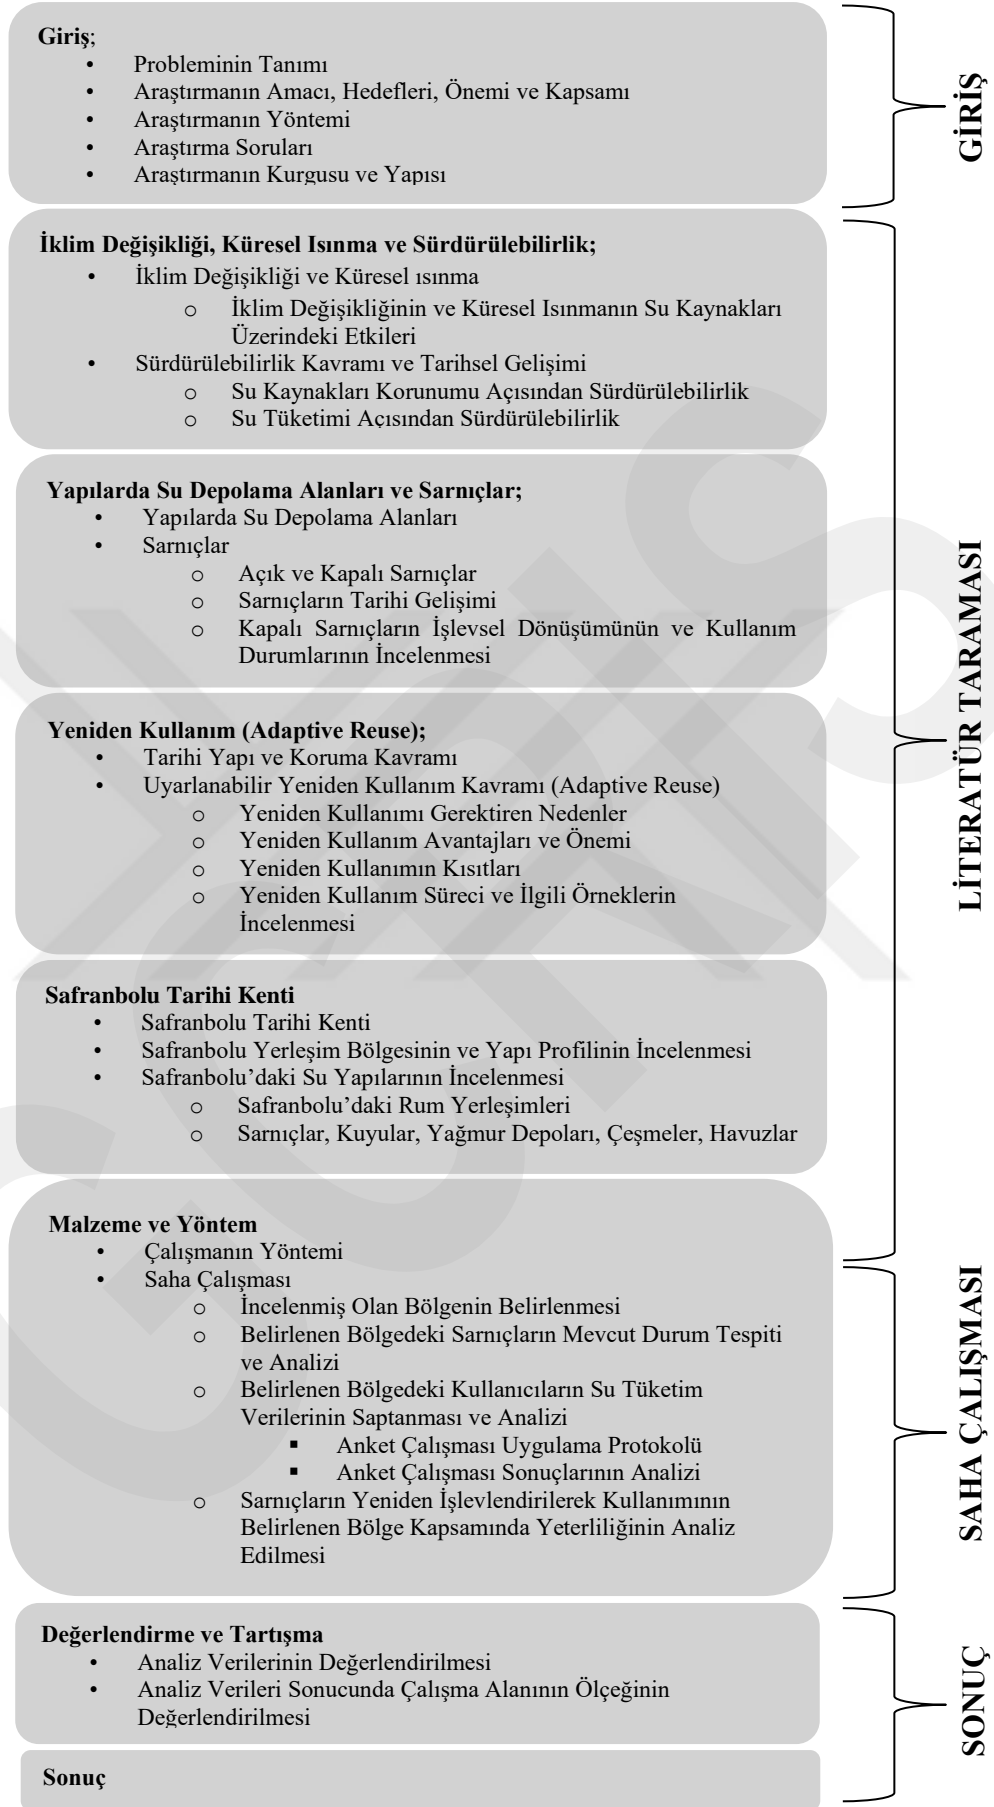 Giriş;
• Probleminin Tanımı
• Araştırmanın Amacı, Hedefleri, Önemi ve Kapsamı
• Araştırmanın Yöntemi
• Araştırma Soruları
• Araştırmanın Kurgusu ve Yapısı
GİRİŞ
İklim Değişikliği, Küresel Isınma ve Sürdürülebilirlik;
• İklim Değişikliği ve Küresel ısınma
o İklim Değişikliğinin ve Küresel Isınmanın Su Kaynakları
Üzerindeki Etkileri
• Sürdürülebilirlik Kavramı ve Tarihsel Gelişimi
o Su Kaynakları Korunumu Açısından Sürdürülebilirlik
o Su Tüketimi Açısından Sürdürülebilirlik
Yapılarda Su Depolama Alanları ve Sarnıçlar;
• Yapılarda Su Depolama Alanları
• Sarnıçlar
o Açık ve Kapalı Sarnıçlar
o Sarnıçların Tarihi Gelişimi
o Kapalı Sarnıçların İşlevsel Dönüşümünün ve Kullanım
Durumlarının İncelenmesi
Yeniden Kullanım (Adaptive Reuse);
• Tarihi Yapı ve Koruma Kavramı
• Uyarlanabilir Yeniden Kullanım Kavramı (Adaptive Reuse)
o Yeniden Kullanımı Gerektiren Nedenler
o Yeniden Kullanım Avantajları ve Önemi
o Yeniden Kullanımın Kısıtları
o Yeniden Kullanım Süreci ve İlgili Örneklerin
İncelenmesi
Safranbolu Tarihi Kenti
• Safranbolu Tarihi Kenti
• Safranbolu Yerleşim Bölgesinin ve Yapı Profilinin İncelenmesi
• Safranbolu’daki Su Yapılarının İncelenmesi
o Safranbolu’daki Rum Yerleşimleri
o Sarnıçlar, Kuyular, Yağmur Depoları, Çeşmeler, Havuzlar
LİTERATÜR TARAMASI
Malzeme ve Yöntem
• Çalışmanın Yöntemi
• Saha Çalışması
o İncelenmiş Olan Bölgenin Belirlenmesi
o Belirlenen Bölgedeki Sarnıçların Mevcut Durum Tespiti
ve Analizi
o Belirlenen Bölgedeki Kullanıcıların Su Tüketim
Verilerinin Saptanması ve Analizi
▪ Anket Çalışması Uygulama Protokolü
▪ Anket Çalışması Sonuçlarının Analizi
o Sarnıçların Yeniden İşlevlendirilerek Kullanımının
Belirlenen Bölge Kapsamında Yeterliliğinin Analiz
Edilmesi
SAHA ÇALIŞMASI
Değerlendirme ve Tartışma
• Analiz Verilerinin Değerlendirilmesi
• Analiz Verileri Sonucunda Çalışma Alanının Ölçeğinin
Değerlendirilmesi
Sonuç
SONUÇ